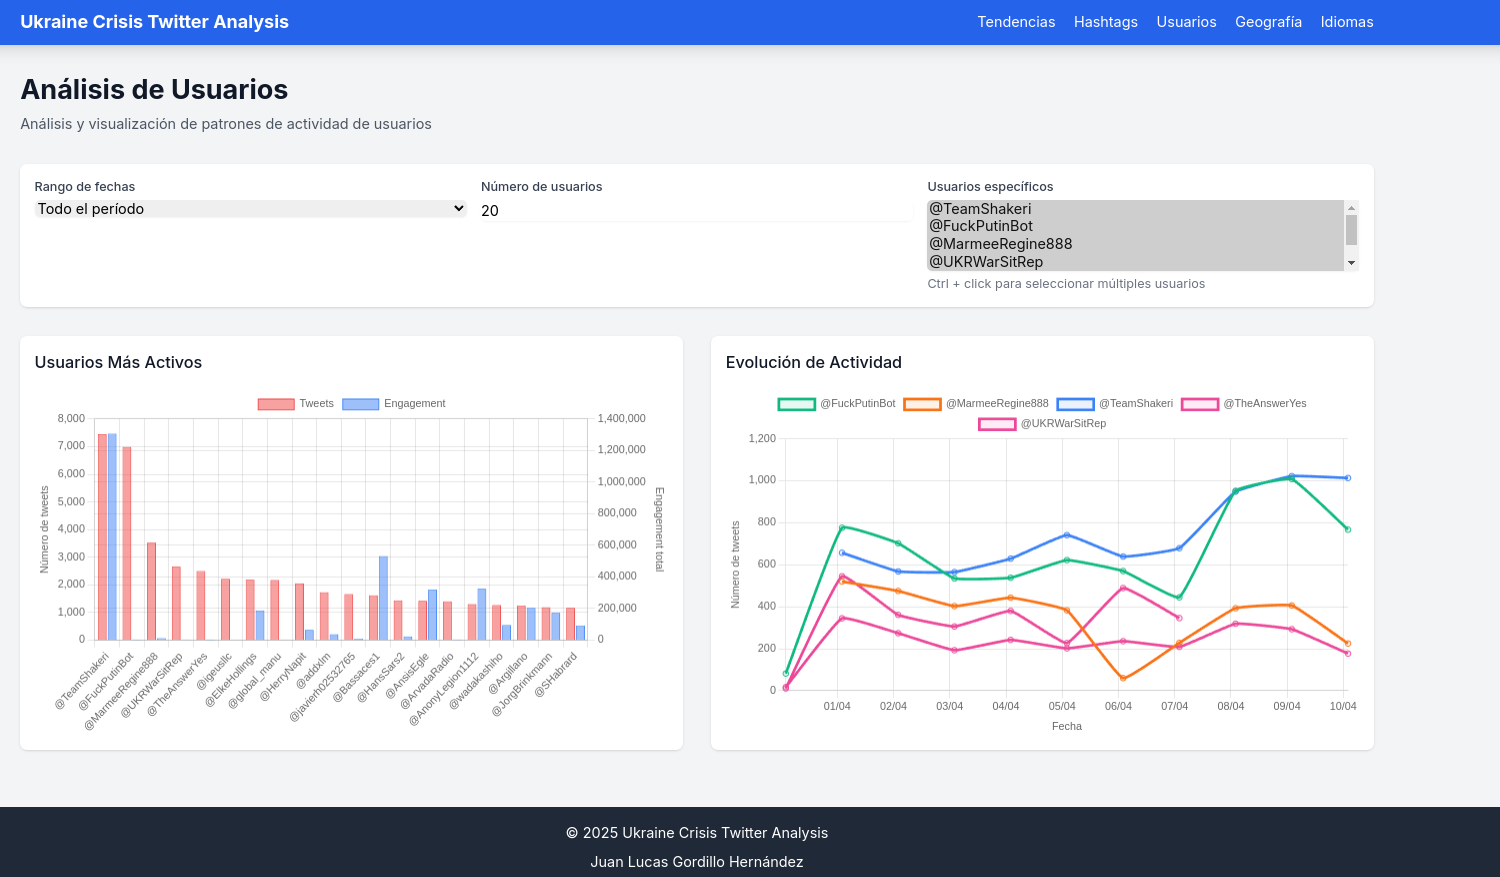 Ukraine Crisis Twitter Analysis
Tendencias Hashtags Usuarios Geografía Idiomas
Análisis de Usuarios
Análisis y visualización de patrones de actividad de usuarios
Rango de fechas
Todo el período
Número de usuarios
20
Usuarios específicos
@TeamShakeri
@FuckPutinBot
@MarmeeRegine888
@UKRWarSitRep
Ctrl + click para seleccionar múltiples usuarios
Usuarios Más Activos
Tweets Engagement
8,000
7,000
6,000
5,000
4,000
3,000
2,000
1,000
0
Número de tweets
1,400,000
1,200,000
1,000,000
800,000
600,000
400,000
200,000
0
Engagement total
@TeamShakeri
@FuckPutinBot
@MarmeeRegine888
@UKRWarSitRep
@TheAnswerYes
@igeuslic
@ElkeHollings
@global_manu
@HerryNapit
@addxlm
@javierh02532765
@Bassaces1
@HansSars2
@AnsisEgle
@ArvadaRadio
@AnonyLegion1112
@wadakashiho
@Argillano
@JorgBrinkmann
@SHabrard
Evolución de Actividad
@FuckPutinBot @MarmeeRegine888 @TeamShakeri @TheAnswerYes
@UKRWarSitRep
1,200
1,000
800
600
400
200
0
Número de tweets
01/04 02/04 03/04 04/04 05/04 06/04 07/04 08/04 09/04 10/04
Fecha
© 2025 Ukraine Crisis Twitter Analysis
Juan Lucas Gordillo Hernández